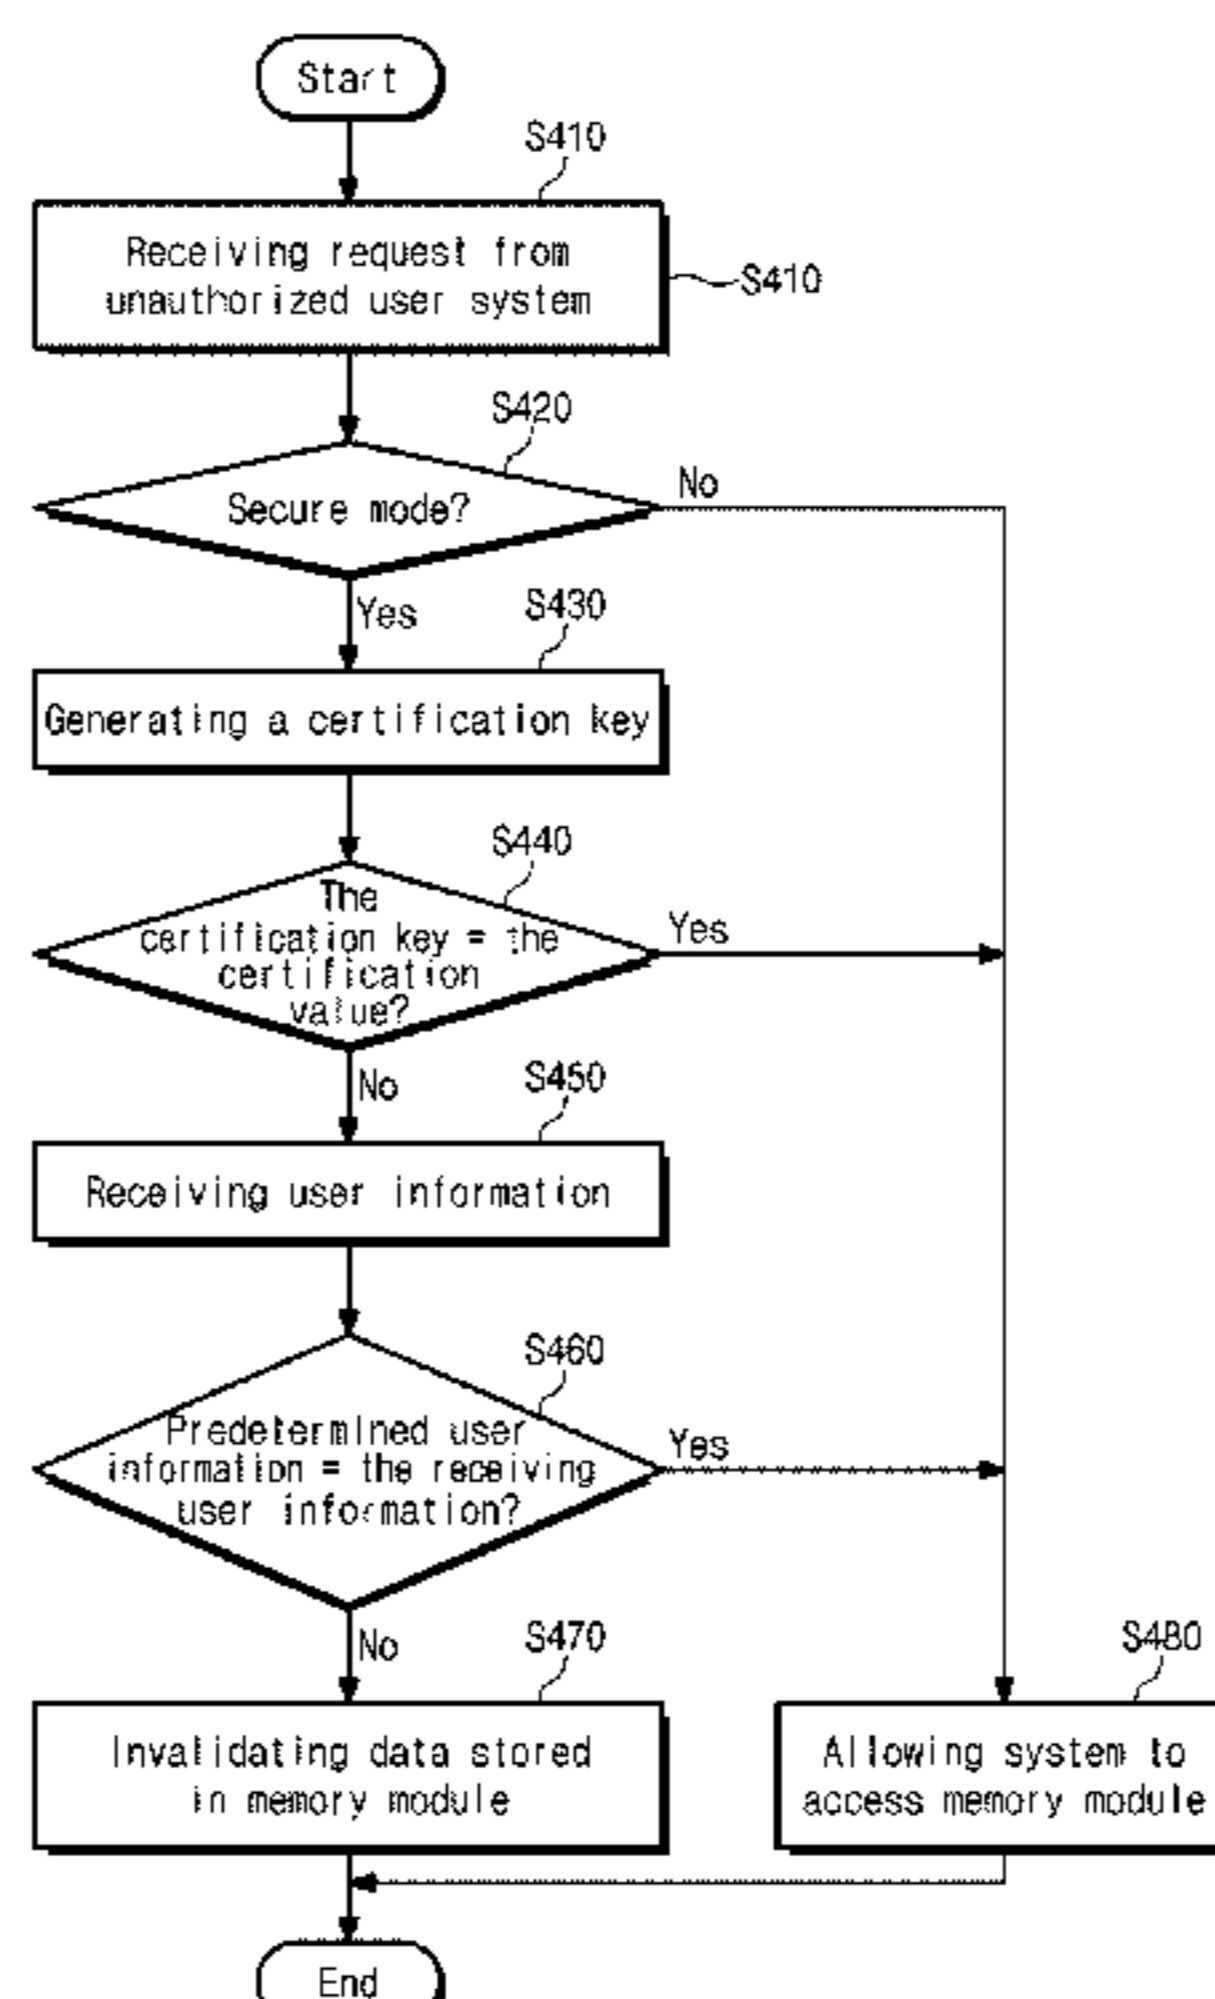 Start
S410
Receiving request from
unauthorized user system
S410
S420
Secure mode?
No
Yes
S430
Generating a certification key
S440
The
certification key = the
certification
value?
Yes
No
S450
Receiving user information
S460
Predetermined user
information = the receiving
user information?
Yes
No
S470
Invalidating data stored
in memory module
S480
Allowing system to
access memory module
End